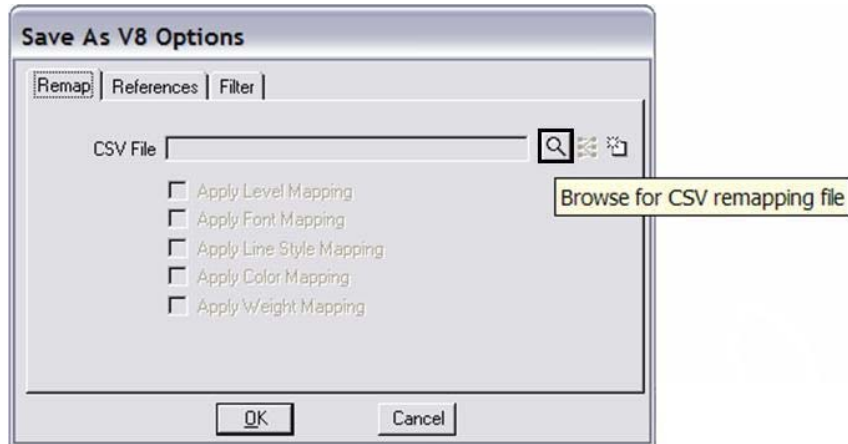 Save As V8 Options
Remap References Filter
CSV File
Browse for CSV remapping file
Apply Level Mapping
Apply Font Mapping
Apply Line Style Mapping
Apply Color Mapping
Apply Weight Mapping
OK Cancel